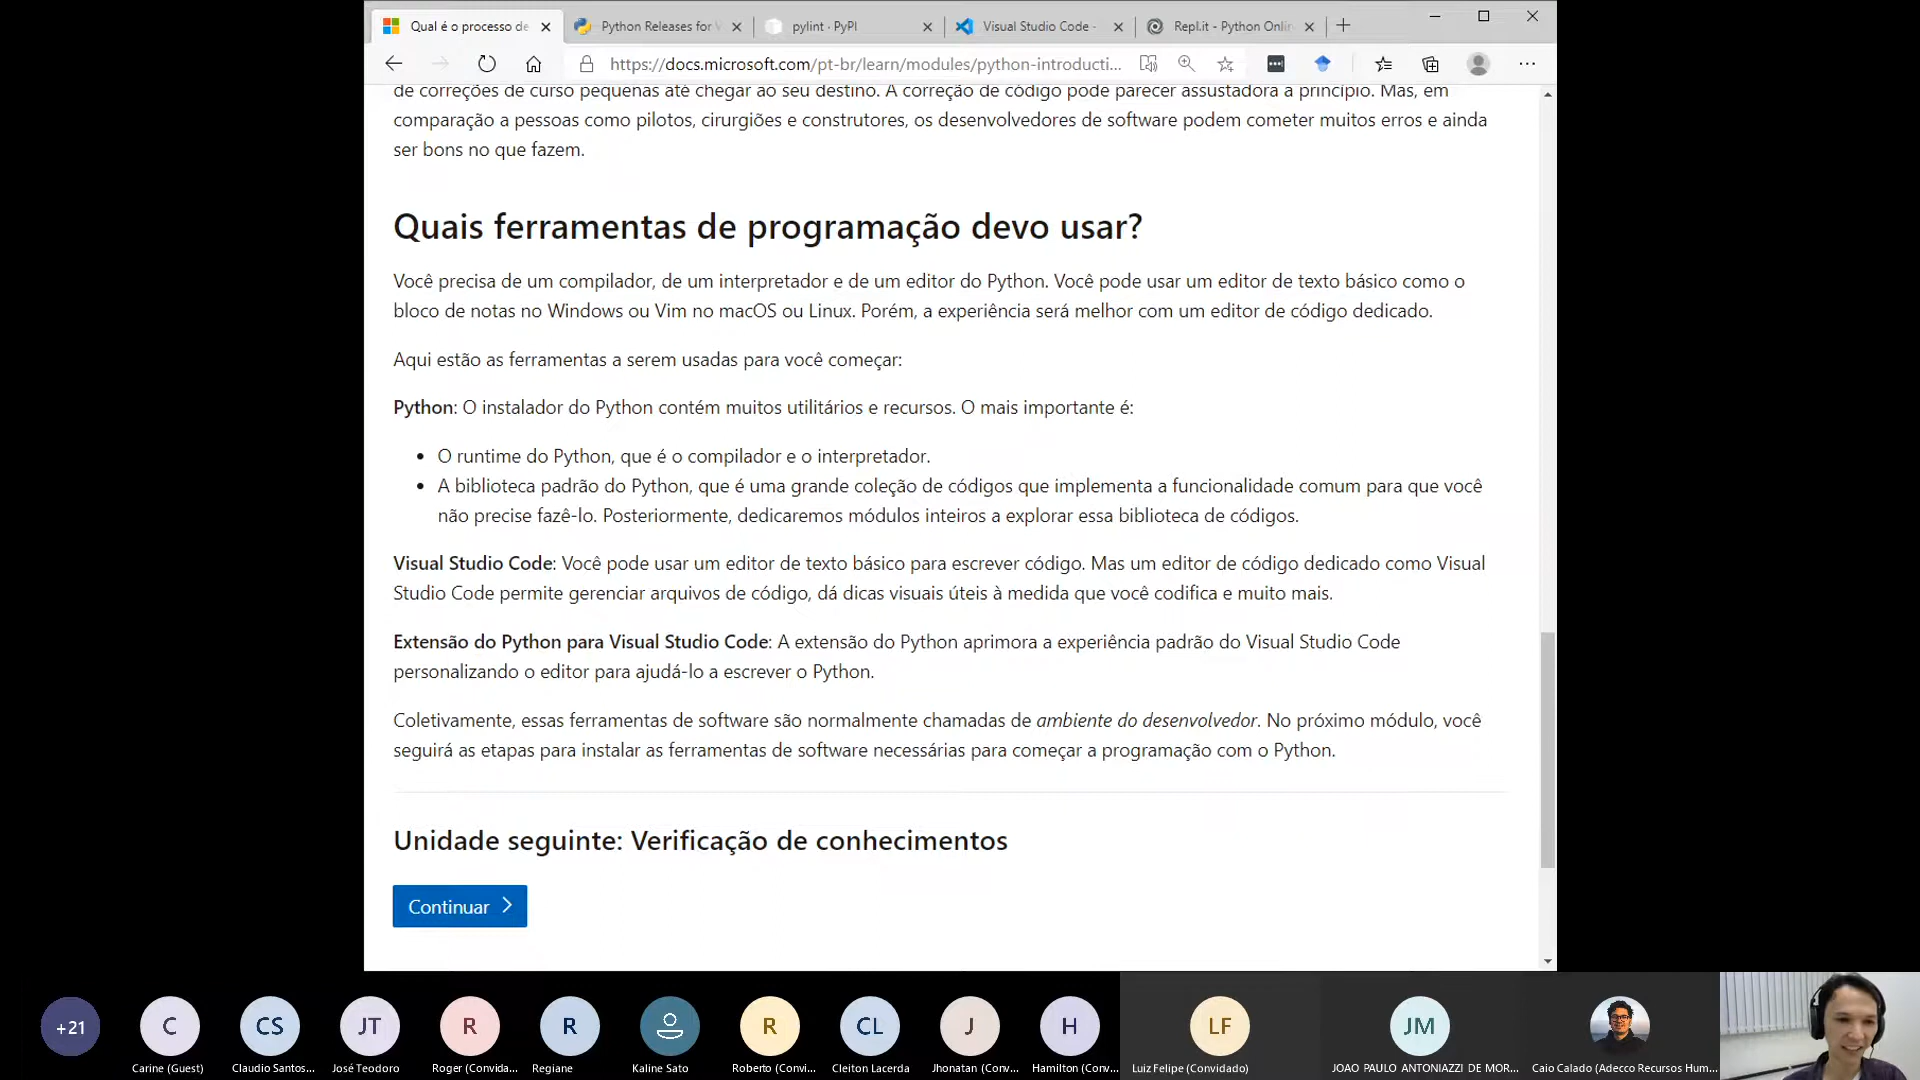 Qual é o processo de
Python Releases for W
pylint · PyPI
Visual Studio Code -
Repl.it - Python Onlin
https://docs.microsoft.com/pt-br/learn/modules/python-introducti...
de correções de curso pequenas até chegar ao seu destino. A correção de código pode parecer assustadora a princípio. Mas, em
comparação a pessoas como pilotos, cirurgiões e construtores, os desenvolvedores de software podem cometer muitos erros e ainda
ser bons no que fazem.
Quais ferramentas de programação devo usar?
Você precisa de um compilador, de um interpretador e de um editor do Python. Você pode usar um editor de texto básico como o
bloco de notas no Windows ou Vim no macOS ou Linux. Porém, a experiência será melhor com um editor de código dedicado.
Aqui estão as ferramentas a serem usadas para você começar:
Python: O instalador do Python contém muitos utilitários e recursos. O mais importante é:
• O runtime do Python, que é o compilador e o interpretador.
• A biblioteca padrão do Python, que é uma grande coleção de códigos que implementa a funcionalidade comum para que você
não precise fazê-lo. Posteriormente, dedicaremos módulos inteiros a explorar essa biblioteca de códigos.
Visual Studio Code: Você pode usar um editor de texto básico para escrever código. Mas um editor de código dedicado como Visual
Studio Code permite gerenciar arquivos de código, dá dicas visuais úteis à medida que você codifica e muito mais.
Extensão do Python para Visual Studio Code: A extensão do Python aprimora a experiência padrão do Visual Studio Code
personalizando o editor para ajudá-lo a escrever o Python.
Coletivamente, essas ferramentas de software são normalmente chamadas de ambiente do desenvolvedor. No próximo módulo, você
seguirá as etapas para instalar as ferramentas de software necessárias para começar a programação com o Python.
Unidade seguinte: Verificação de conhecimentos
Continuar
+21
C
CS
JT
R
R
R
CL
J
H
LF
JM
Carine (Guest)
Claudio Santos...
José Teodoro
Roger (Convida...
Regiane
Kaline Sato
Roberto (Convi...
Cleiton Lacerda
Jhonatan (Conv...
Hamilton (Conv...
Luiz Felipe (Convidado)
JOAO PAULO ANTONIAZZI DE MOR...
Caio Calado (Adecco Recursos Hum...